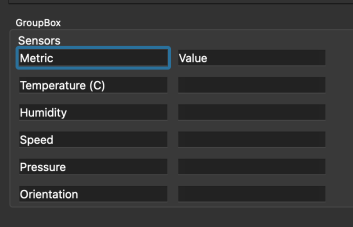 GroupBox
Sensors
Metric Value
Temperature (C)
Humidity
Speed
Pressure
Orientation